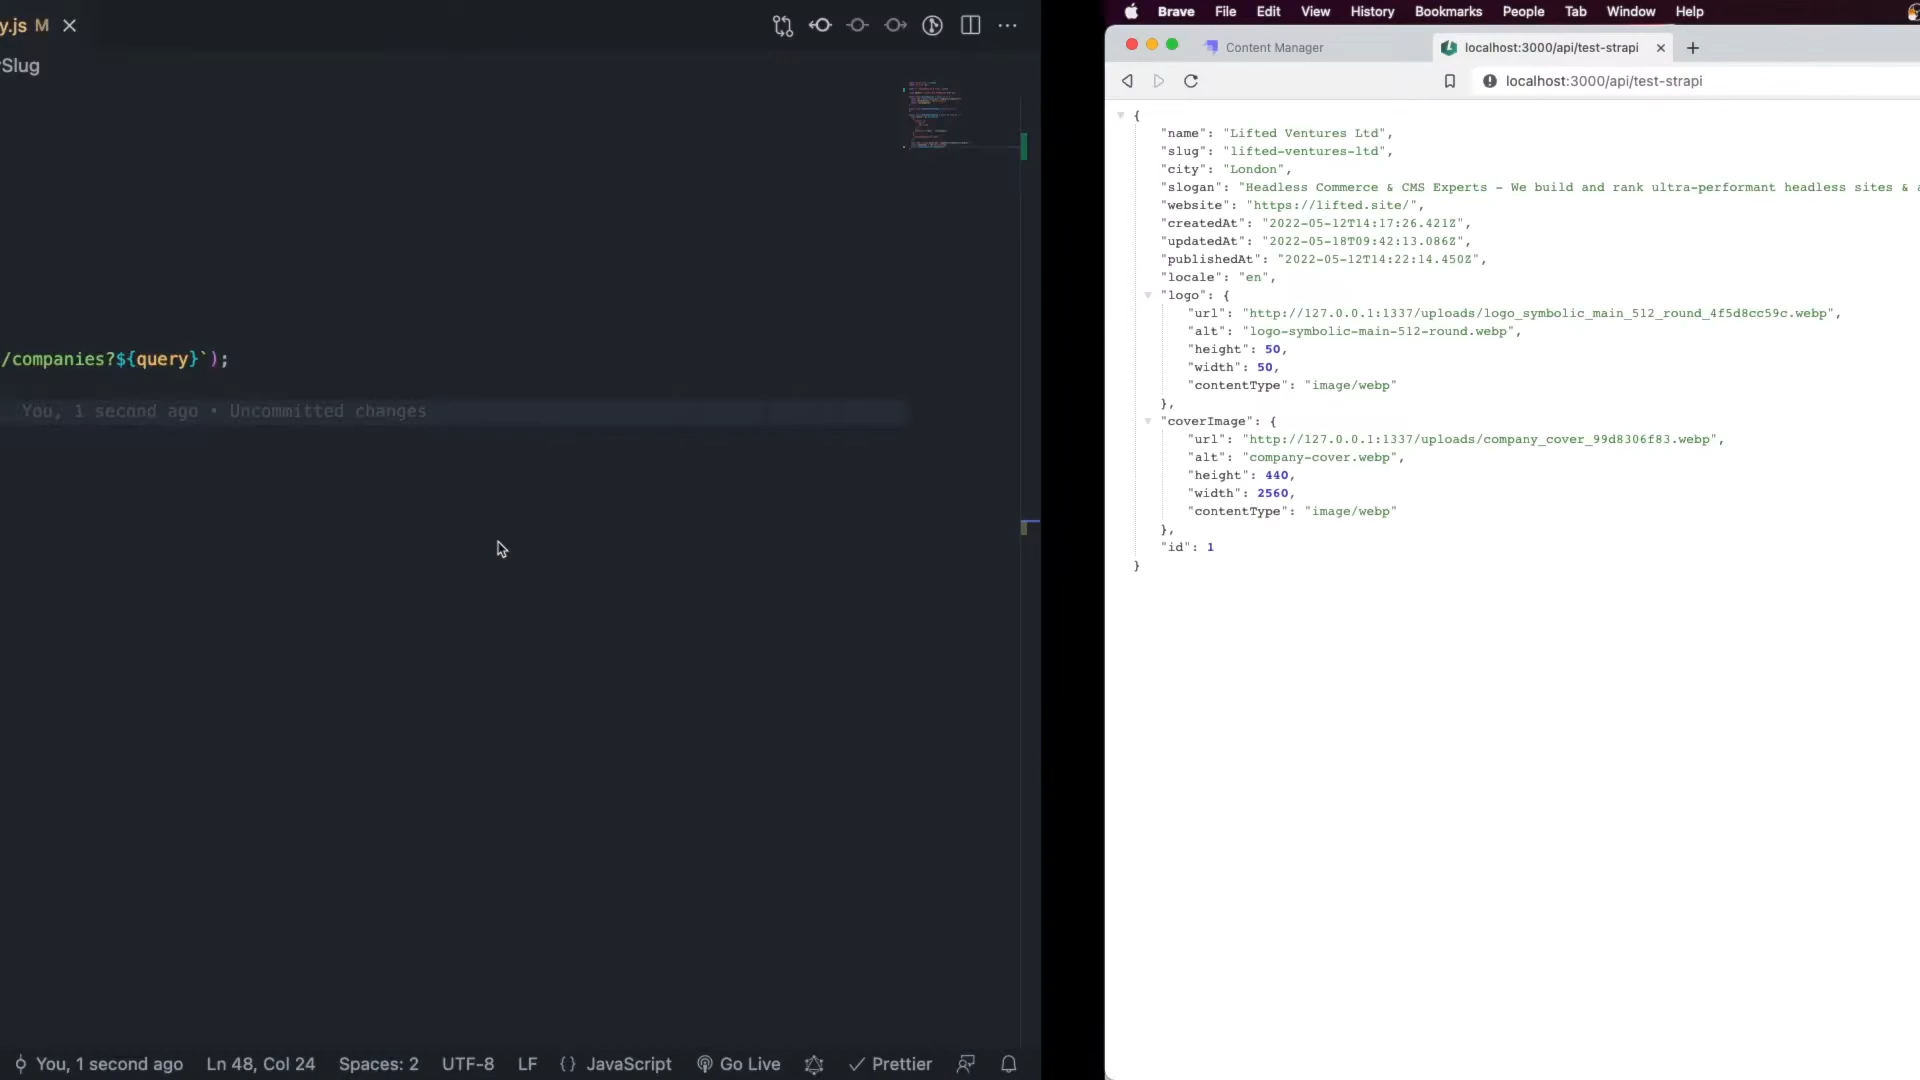 y.js M
Slug
/companies?${query}`);
You, 1 second ago • Uncommitted changes
You, 1 second ago Ln 48, Col 24 Spaces: 2 UTF-8 LF {} JavaScript Go Live Prettier
Brave File Edit View History Bookmarks People Tab Window Help
Content Manager
localhost:3000/api/test-strapi
localhost:3000/api/test-strapi
{
"name": "Lifted Ventures Ltd",
"slug": "lifted-ventures-ltd",
"city": "London",
"slogan": "Headless Commerce & CMS Experts - We build and rank ultra-performant headless sites &
"website": "https://lifted.site/",
"createdAt": "2022-05-12T14:17:26.421Z",
"updatedAt": "2022-05-18T09:42:13.086Z",
"publishedAt": "2022-05-12T14:22:14.450Z",
"locale": "en",
"logo": {
"url": "http://127.0.0.1:1337/uploads/logo_symbolic_main_512_round_4f5d8cc59c.webp",
"alt": "logo-symbolic-main-512-round.webp",
"height": 50,
"width": 50,
"contentType": "image/webp"
},
"coverImage": {
"url": "http://127.0.0.1:1337/uploads/company_cover_99d8306f83.webp",
"alt": "company-cover.webp",
"height": 440,
"width": 2560,
"contentType": "image/webp"
},
"id": 1
}